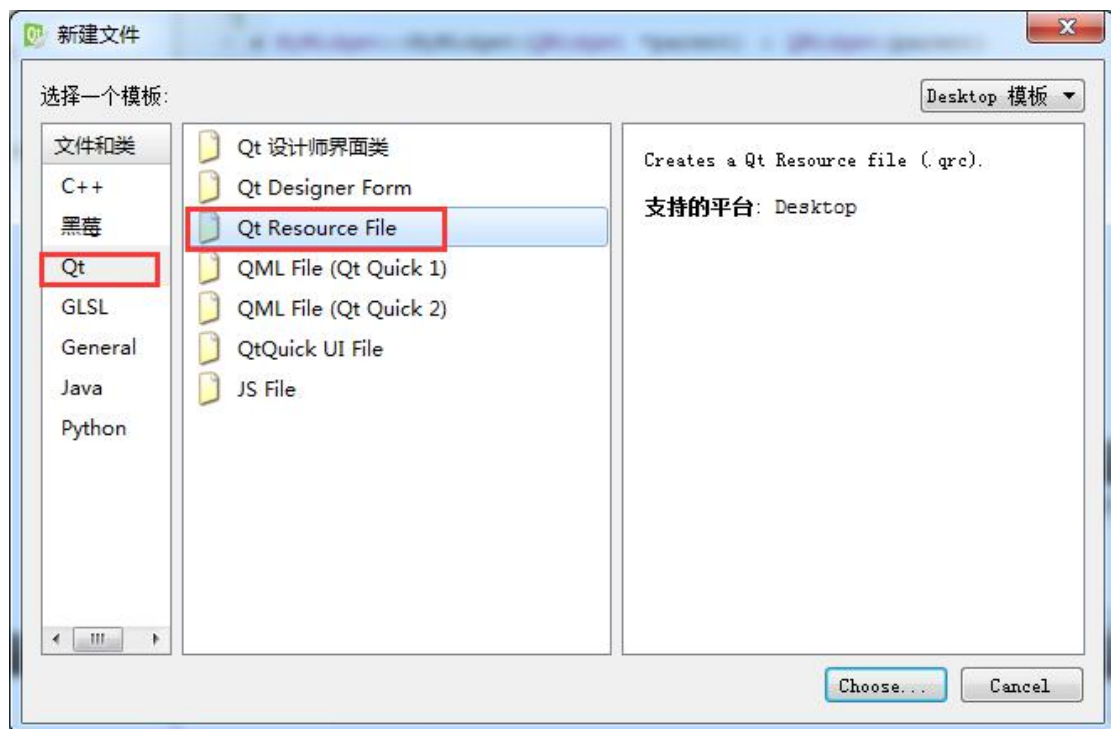 新建文件
选择一个模板:
Desktop 模板
文件和类
C++
黑莓
Qt
GLSL
General
Java
Python
Qt 设计师界面类
Qt Designer Form
Qt Resource File
QML File (Qt Quick 1)
QML File (Qt Quick 2)
QtQuick UI File
JS File
Creates a Qt Resource file (.qrc).
支持的平台: Desktop
Choose...
Cancel